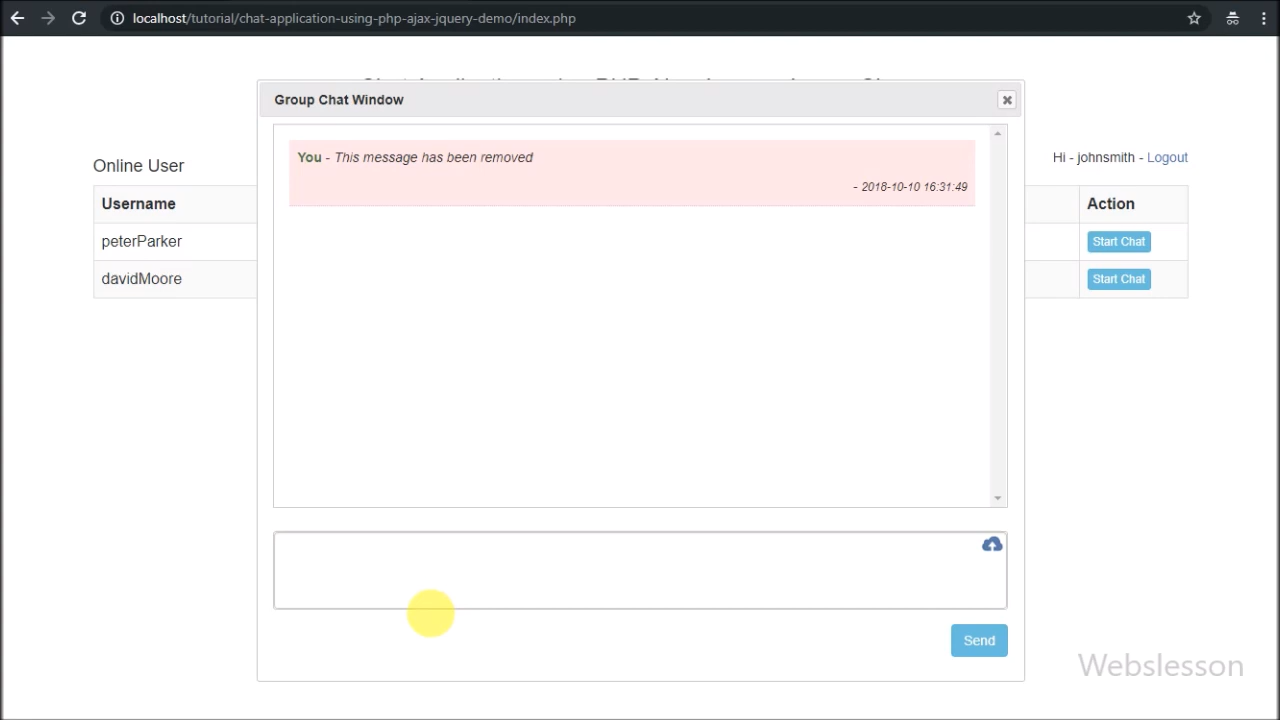 localhost/tutorial/chat-application-using-php-ajax-jquery-demo/index.php
Group Chat Window
You - This message has been removed
- 2018-10-10 16:31:49
Hi - johnsmith - Logout
Online User
Username
Action
peterParker
Start Chat
davidMoore
Start Chat
Send
Webslesson